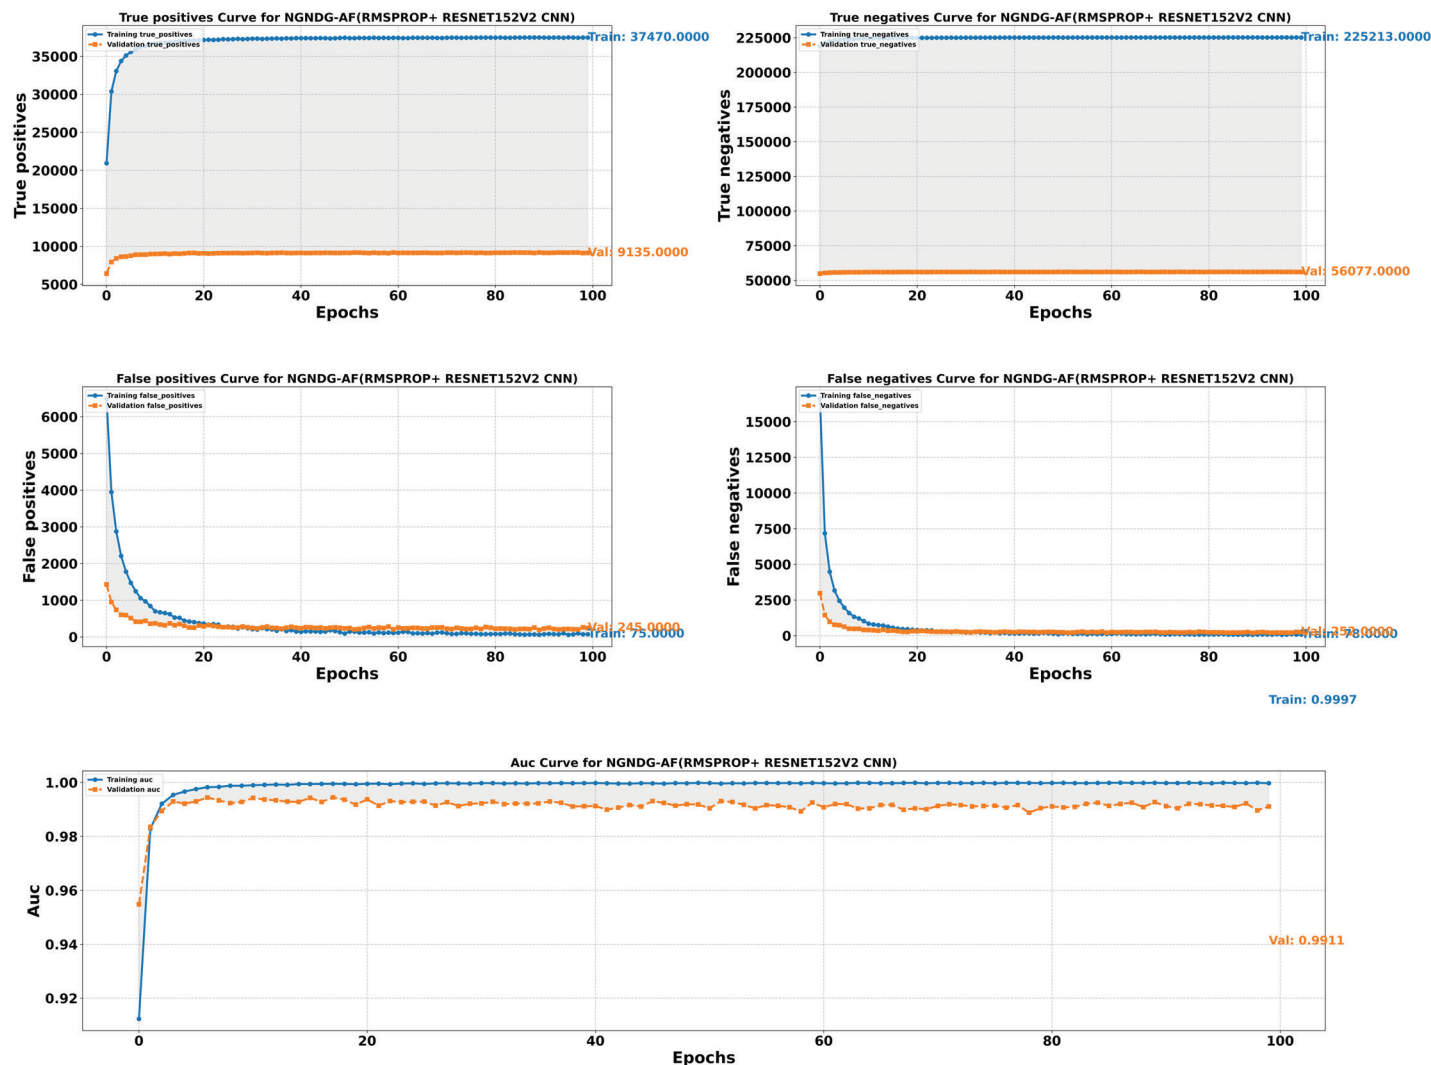 True positives Curve for NGNDG-AF(RMSPROP+ RESNET152V2 CNN)
Training true_positives
Validation true_positives
Train: 37470.0000
Val: 9135.0000
35000
30000
25000
20000
15000
10000
5000
True positives
0 20 40 60 80 100
Epochs
True negatives Curve for NGNDG-AF(RMSPROP+ RESNET152V2 CNN)
Training true_negatives
Validation true_negatives
Train: 225213.0000
Val: 56077.0000
225000
200000
175000
150000
125000
100000
75000
50000
True negatives
0 20 40 60 80 100
Epochs
False positives Curve for NGNDG-AF(RMSPROP+ RESNET152V2 CNN)
Training false_positives
Validation false_positives
Val: 245.0000
Train: 75.0000
6000
5000
4000
3000
2000
1000
0
False positives
0 20 40 60 80 100
Epochs
False negatives Curve for NGNDG-AF(RMSPROP+ RESNET152V2 CNN)
Training false_negatives
Validation false_negatives
Train: 78.0000
15000
12500
10000
7500
5000
2500
0
False negatives
0 20 40 60 80 100
Epochs
Train: 0.9997
Auc Curve for NGNDG-AF(RMSPROP+ RESNET152V2 CNN)
Training auc
Validation auc
Val: 0.9911
1.00
0.98
0.96
0.94
0.92
Auc
0 20 40 60 80 100
Epochs